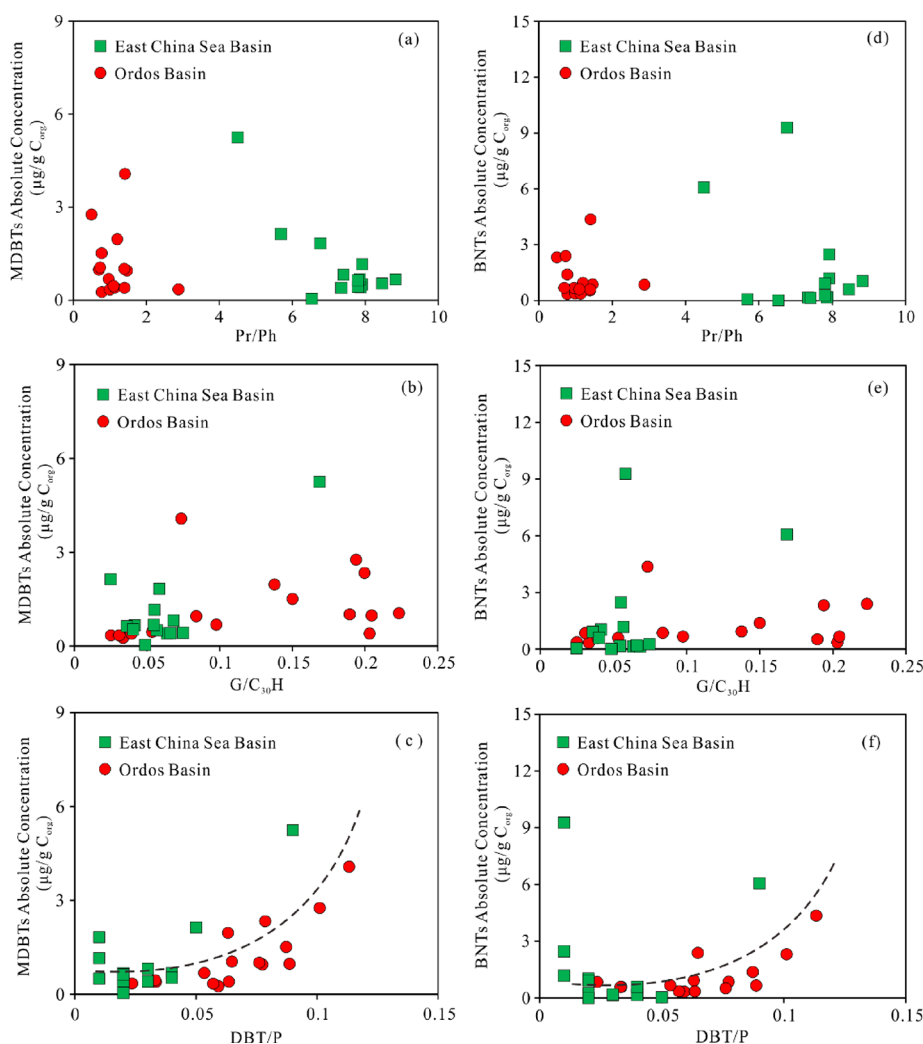 MDBTs Absolute Concentration
(μg/g Corg)
9
6
3
0
(a)
East China Sea Basin
Ordos Basin
0
2
4
6
8
10
Pr/Ph
BNTs Absolute Concentration
(μg/g Corg)
15
12
9
6
3
0
(d)
East China Sea Basin
Ordos Basin
0
2
4
6
8
10
Pr/Ph
MDBTs Absolute Concentration
(μg/g Corg)
9
6
3
0
(b)
East China Sea Basin
Ordos Basin
0
0.05
0.1
0.15
0.2
0.25
G/C30H
BNTs Absolute Concentration
(μg/g Corg)
15
12
9
6
3
0
(e)
East China Sea Basin
Ordos Basin
0
0.05
0.1
0.15
0.2
0.25
G/C30H
MDBTs Absolute Concentration
(μg/g Corg)
9
6
3
0
( c )
East China Sea Basin
Ordos Basin
0
0.05
0.1
0.15
DBT/P
BNTs Absolute Concentration
(μg/g Corg)
15
12
9
6
3
0
(f)
East China Sea Basin
Ordos Basin
0
0.05
0.1
0.15
DBT/P